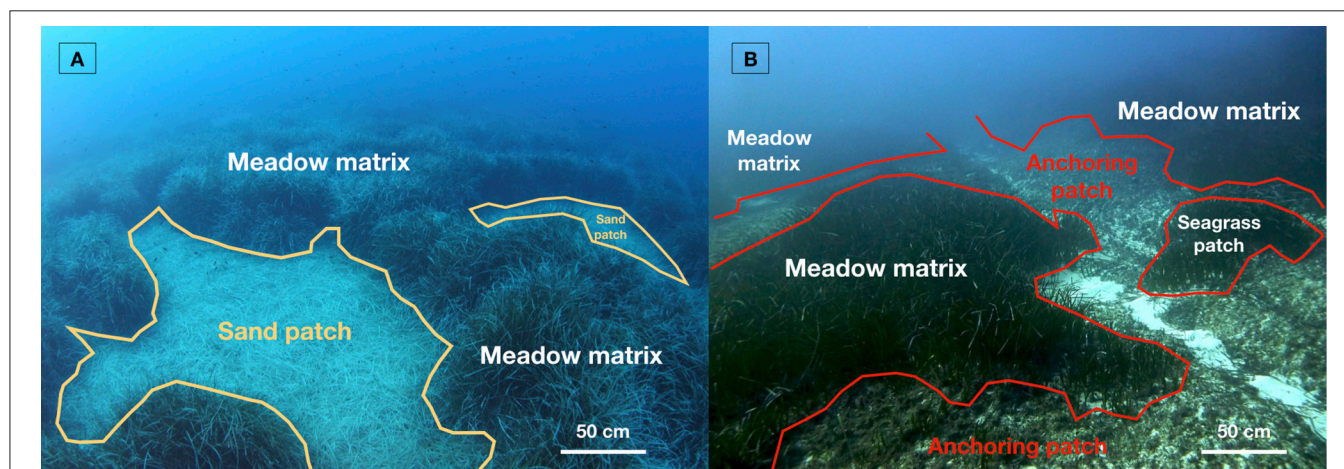 A
Meadow matrix
Sand
patch
Sand patch
Meadow matrix
50 cm
B
Meadow matrix
Meadow
matrix
Anchoring
patch
Seagrass
patch
Meadow matrix
Anchoring patch
50 cm